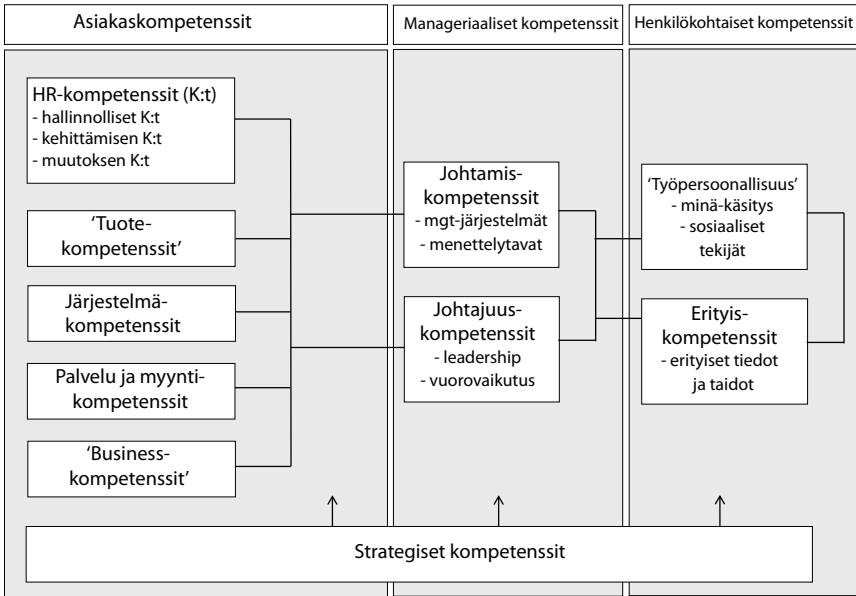 Asiakaskompetenssit
Manageriaaliset kompetenssit
Henkilökohtaiset kompetenssit
HR-kompetenssit (K:t)
- hallinnolliset K:t
- kehittämisen K:t
- muutoksen K:t
'Tuote-
kompetenssit'
Järjestelmä-
kompetenssit
Palvelu ja myynti-
kompetenssit
'Business-
kompetenssit'
Johtamis-
kompetenssit
- mgt-järjestelmät
- menettelytavat
Johtajuus-
kompetenssit
- leadership
- vuorovaikutus
'Työpersoonallisuus'
- minä-käsitys
- sosiaaliset
tekijät
Erityis-
kompetenssit
- erityiset tiedot
ja taidot
Strategiset kompetenssit